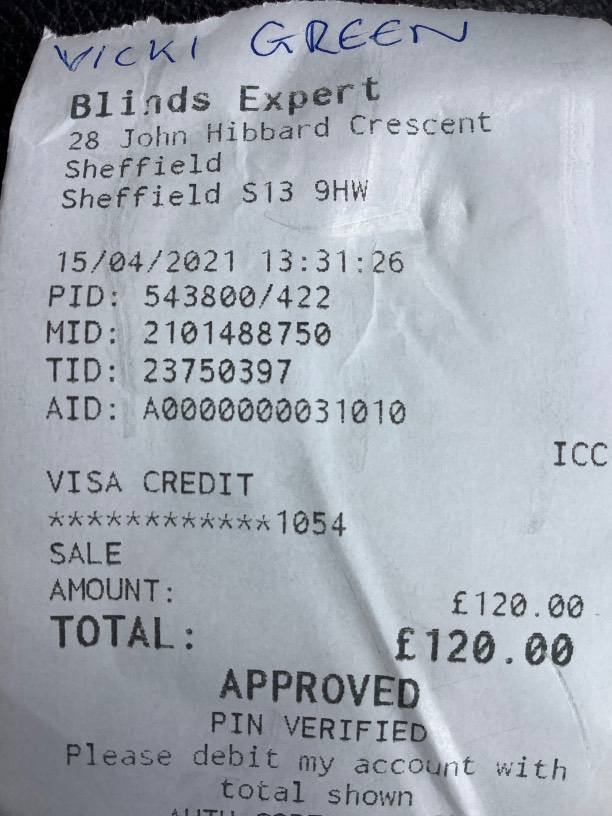 VICKI GREEN
Blinds Expert
28 John Hibbard Crescent
Sheffield
Sheffield S13 9HW
15/04/2021 13:31:26
PID: 543800/422
MID: 2101488750
TID: 23750397
AID: A0000000031010
ICC
VISA CREDIT
************1054
SALE
AMOUNT: £120.00
TOTAL: £120.00
APPROVED
PIN VERIFIED
Please debit my account with
total shown